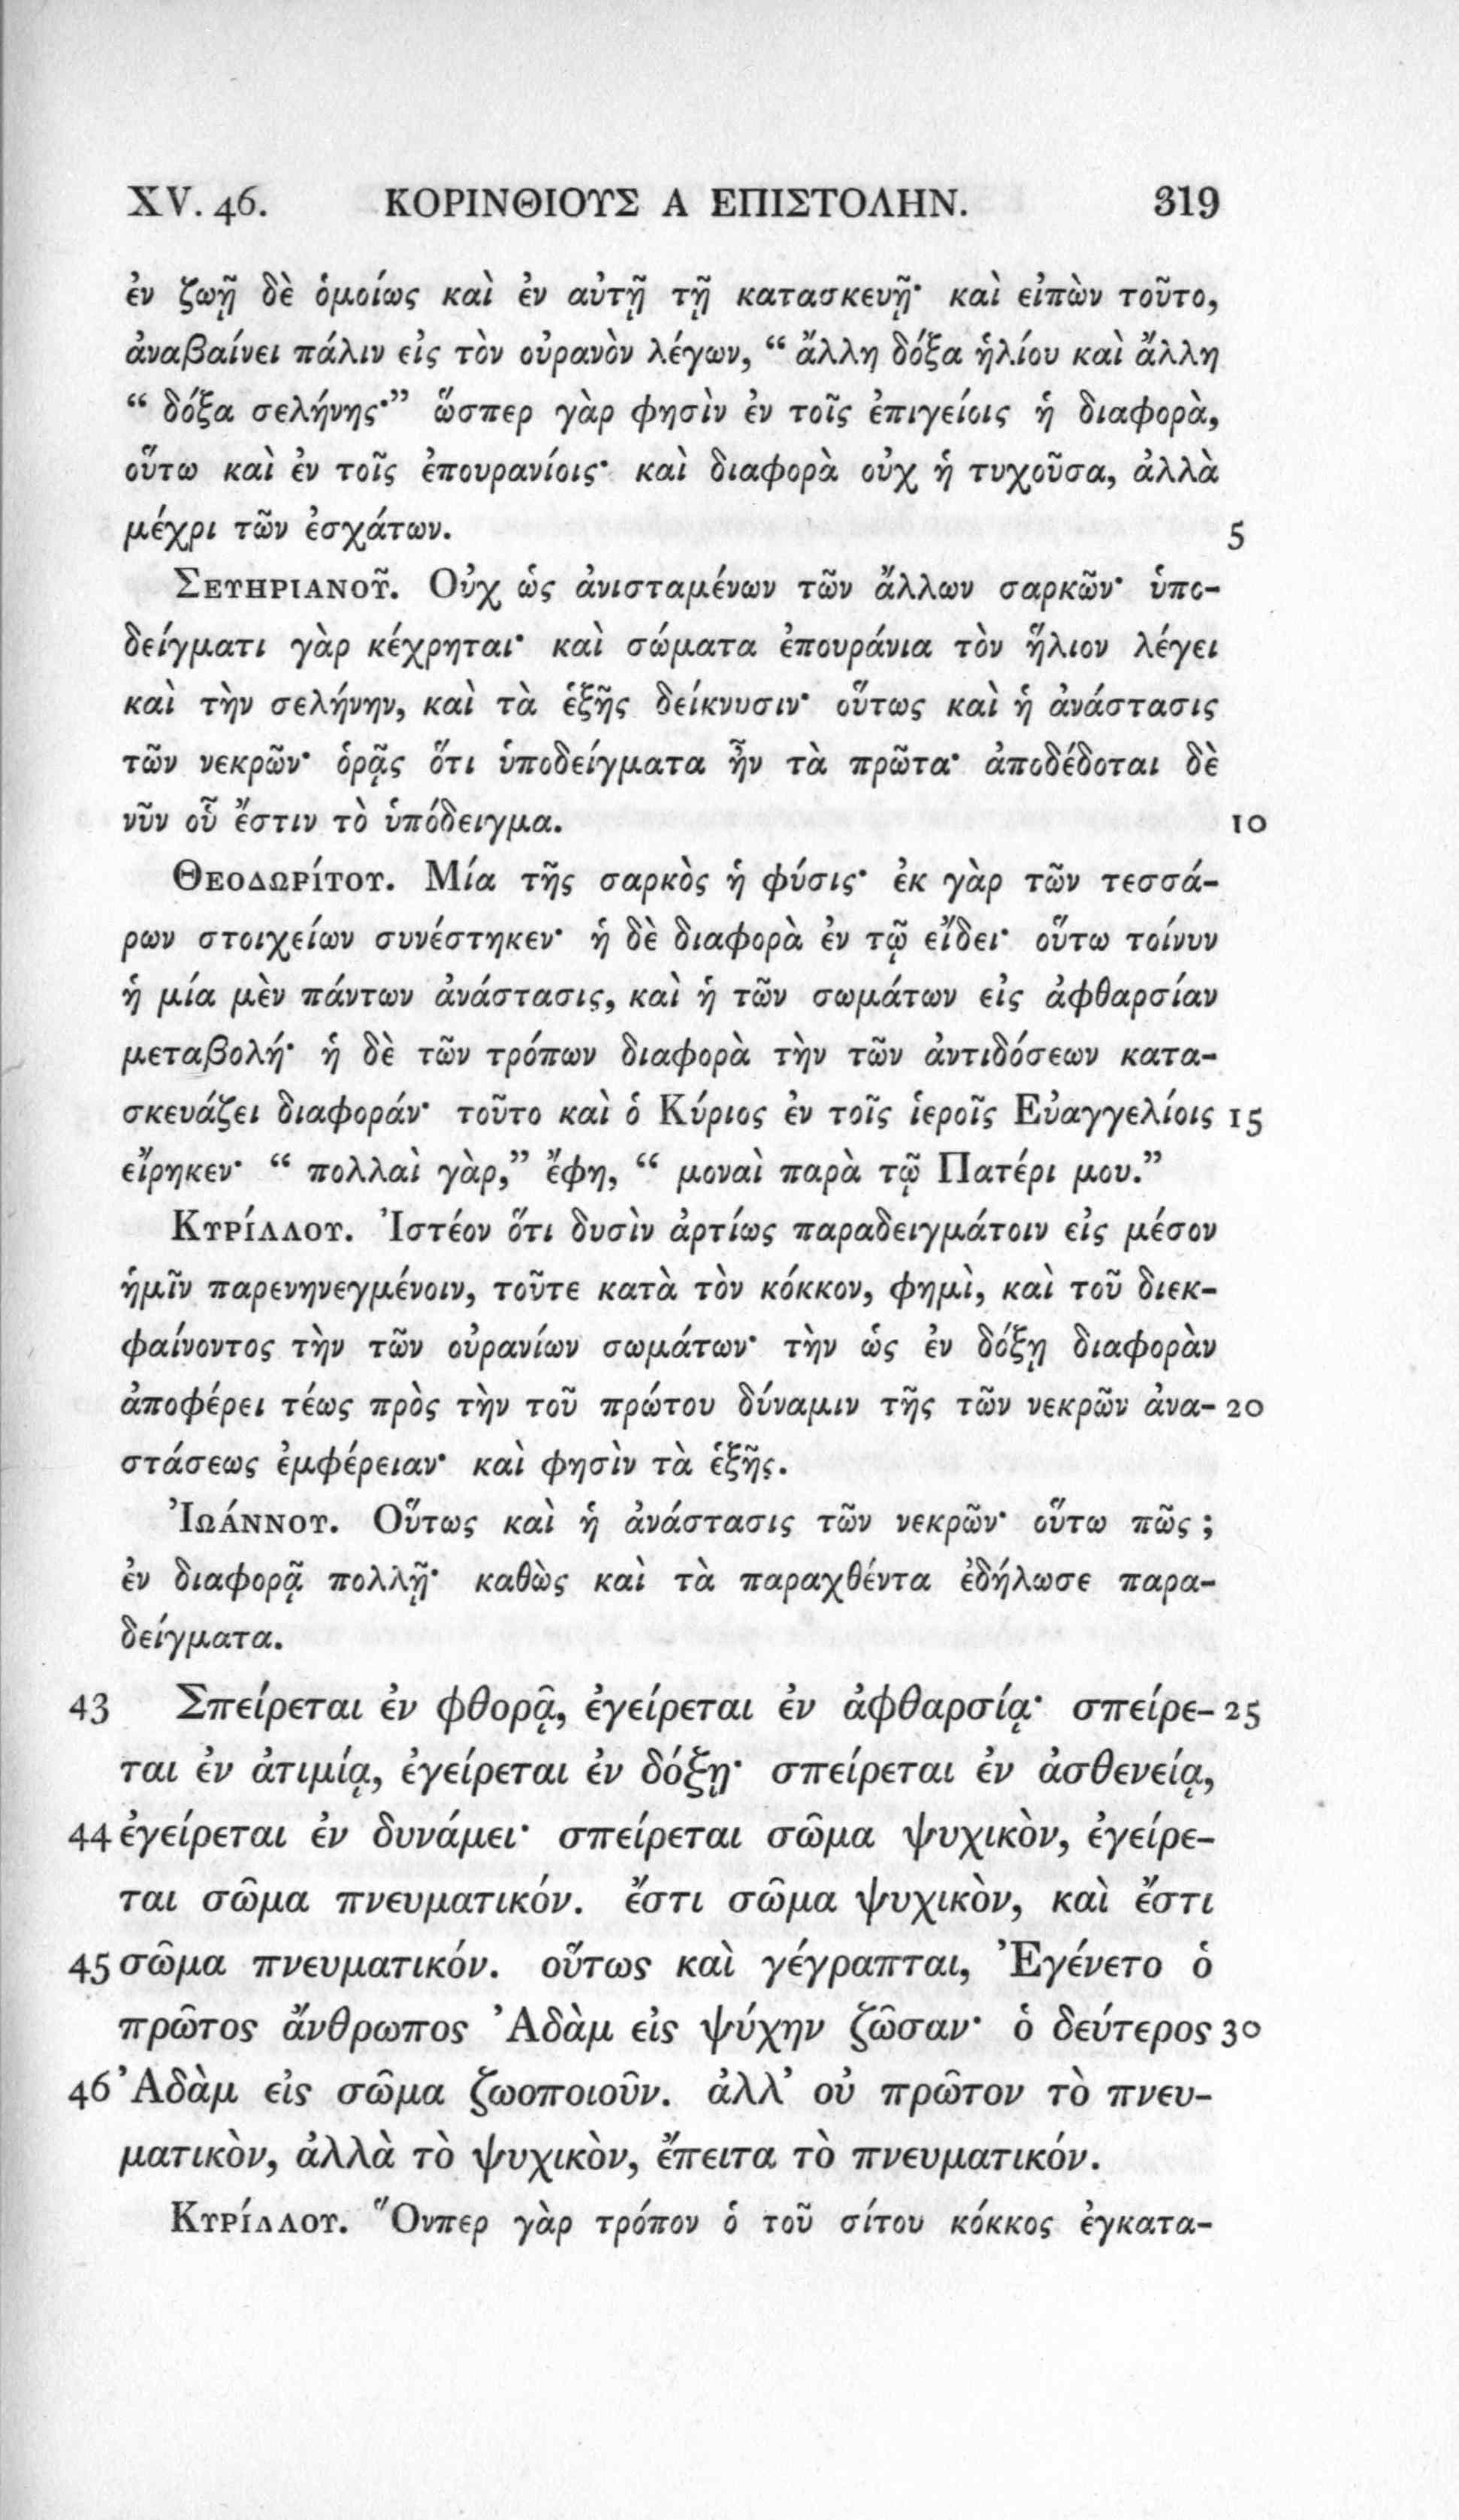 XV. 46. ΚΟΡΙΝΘΙΟΥΣ Α ΕΠΙΣΤΟΛΗΝ. 319
ἐν ζωῇ δὲ ὁμοίως καὶ ἐν αὐτῇ τῇ κατασκευῇ· καὶ εἰπὼν τοῦτο,
ἀναβαίνει πάλιν εἰς τὸν οὐρανὸν λέγων, “ ἄλλη δόξα ἡλίου καὶ ἄλλη
“ δόξα σελήνης·” ὥσπερ γὰρ φησὶν ἐν τοῖς ἐπιγείοις ἡ διαφορὰ,
οὕτω καὶ ἐν τοῖς ἐπουρανίοις· καὶ διαφορὰ οὐχ ἡ τυχοῦσα, ἀλλὰ
μέχρι τῶν ἐσχάτων. 5
ΣΕΥΗΡΙΑΝΟῦ. Οὐχ ὡς ἀνισταμένων τῶν ἄλλων σαρκῶν· ὑπο-
δείγματι γὰρ κέχρηται· καὶ σώματα ἐπουράνια τὸν ἥλιον λέγει
καὶ τὴν σελήνην, καὶ τὰ ἑξῆς δείκνυσιν· οὕτως καὶ ἡ ἀνάστασις
τῶν νεκρῶν· ὁρᾷς ὅτι ὑποδείγματα ἦν τὰ πρῶτα· ἀποδέδοται δὲ
νῦν οὗ ἔστιν τὸ ὑπόδειγμα. 10
ΘΕΟΔΩΡίΤΟΥ. Μία τῆς σαρκὸς ἡ φύσις· ἐκ γὰρ τῶν τεσσά-
ρων στοιχείων συνέστηκεν· ἡ δὲ διαφορὰ ἐν τῷ εἴδει· οὕτω τοίνυν
ἡ μία μὲν πάντων ἀνάστασις, καὶ ἡ τῶν σωμάτων εἰς ἀφθαρσίαν
μεταβολή· ἡ δὲ τῶν τρόπων διαφορὰ τὴν τῶν ἀντιδόσεων κατα-
σκευάζει διαφοράν· τοῦτο καὶ ὁ Κύριος ἐν τοῖς ἱεροῖς Εὐαγγελίοις 15
εἴρηκεν· “ πολλαὶ γὰρ,” ἔφη, “ μοναὶ παρὰ τῷ Πατέρι μου.”
ΚΥΡίΛΛΟΥ. Ἰστέον ὅτι δυσὶν ἀρτίως παραδειγμάτοιν εἰς μέσον
ἡμῖν παρενηνεγμένοιν, τοῦτε κατὰ τὸν κόκκον, φημὶ, καὶ τοῦ διεκ-
φαίνοντος τὴν τῶν οὐρανίων σωμάτων· τὴν ὡς ἐν δόξῃ διαφορὰν
ἀποφέρει τέως πρὸς τὴν τοῦ πρώτου δύναμιν τῆς τῶν νεκρῶν ἀνα- 20
στάσεως ἐμφέρειαν· καὶ φησὶν τὰ ἑξῆς.
ἸΩάΝΝΟΥ. Οὕτως καὶ ἡ ἀνάστασις τῶν νεκρῶν· οὕτω πῶς ;
ἐν διαφορᾷ πολλῇ· καθὼς καὶ τὰ παραχθέντα ἐδήλωσε παρα-
δείγματα.
43 Σπείρεται ἐν φθορᾷ, ἐγείρεται ἐν ἀφθαρσίᾳ· σπείρε- 25
ται ἐν ἀτιμίᾳ, ἐγείρεται ἐν δόξῃ· σπείρεται ἐν ἀσθενείᾳ,
44 ἐγείρεται ἐν δυνάμει· σπείρεται σῶμα ψυχικὸν, ἐγείρε-
ται σῶμα πνευματικόν. ἔστι σῶμα ψυχικὸν, καὶ ἔστι
45 σῶμα πνευματικόν. οὕτως καὶ γέγραπται, Ἐγένετο ὁ
πρῶτος ἄνθρωπος Ἀδὰμ εἰς ψύχην ζῶσαν· ὁ δεύτερος 30
46 Ἀδὰμ εἰς σῶμα ζωοποιοῦν. ἀλλ’ οὐ πρῶτον τὸ πνευ-
ματικὸν, ἀλλὰ τὸ ψυχικὸν, ἔπειτα τὸ πνευματικόν.
ΚΥΡίΛΛΟΥ. Ὅνπερ γὰρ τρόπον ὁ τοῦ σίτου κόκκος ἐγκατα-